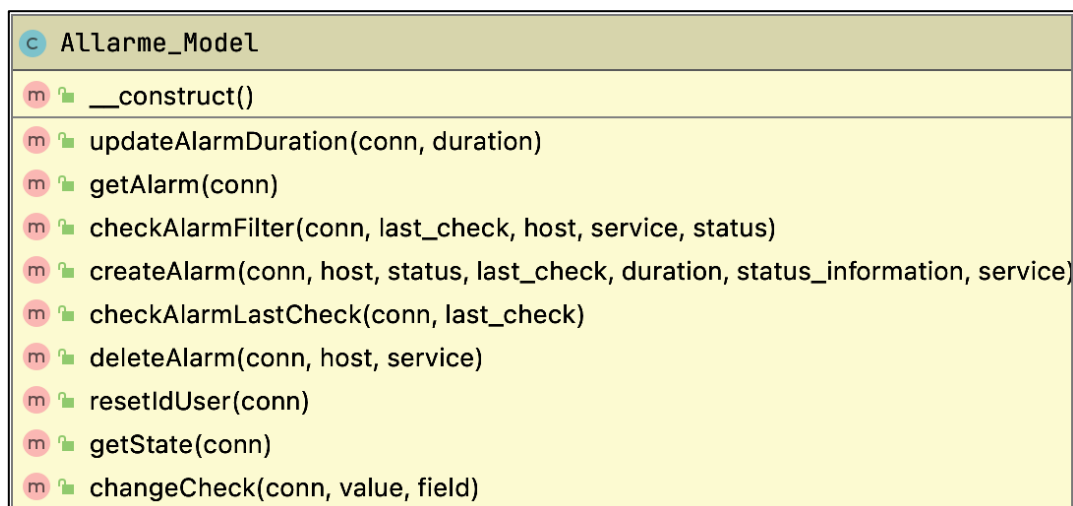 c Allarme_Model
m __construct()
m updateAlarmDuration(conn, duration)
m getAlarm(conn)
m checkAlarmFilter(conn, last_check, host, service, status)
m createAlarm(conn, host, status, last_check, duration, status_information, service)
m checkAlarmLastCheck(conn, last_check)
m deleteAlarm(conn, host, service)
m resetIdUser(conn)
m getState(conn)
m changeCheck(conn, value, field)